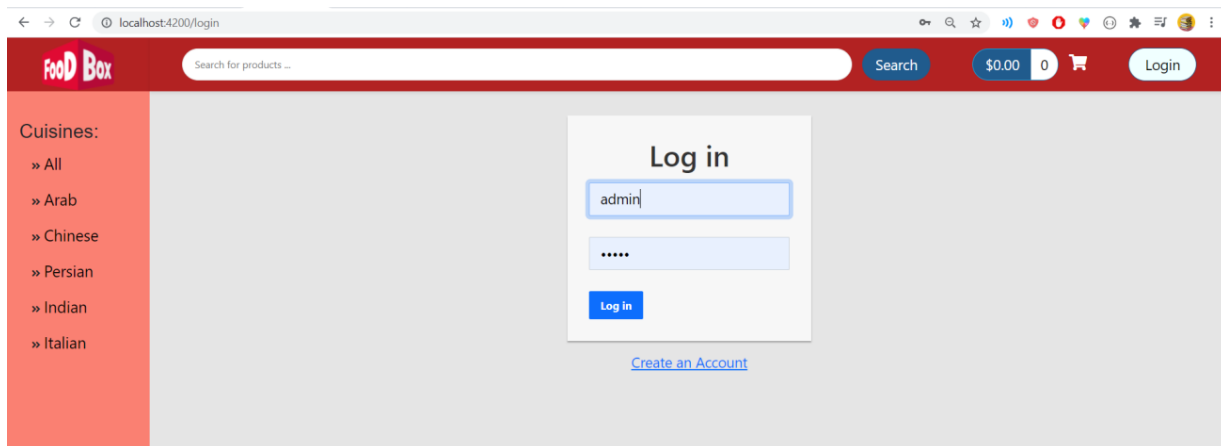 localhost:4200/login
FooD Box
Search for products ...
Search
$0.00 0
Login
Cuisines:
» All
» Arab
» Chinese
» Persian
» Indian
» Italian
Log in
admin
•••••
Log in
Create an Account